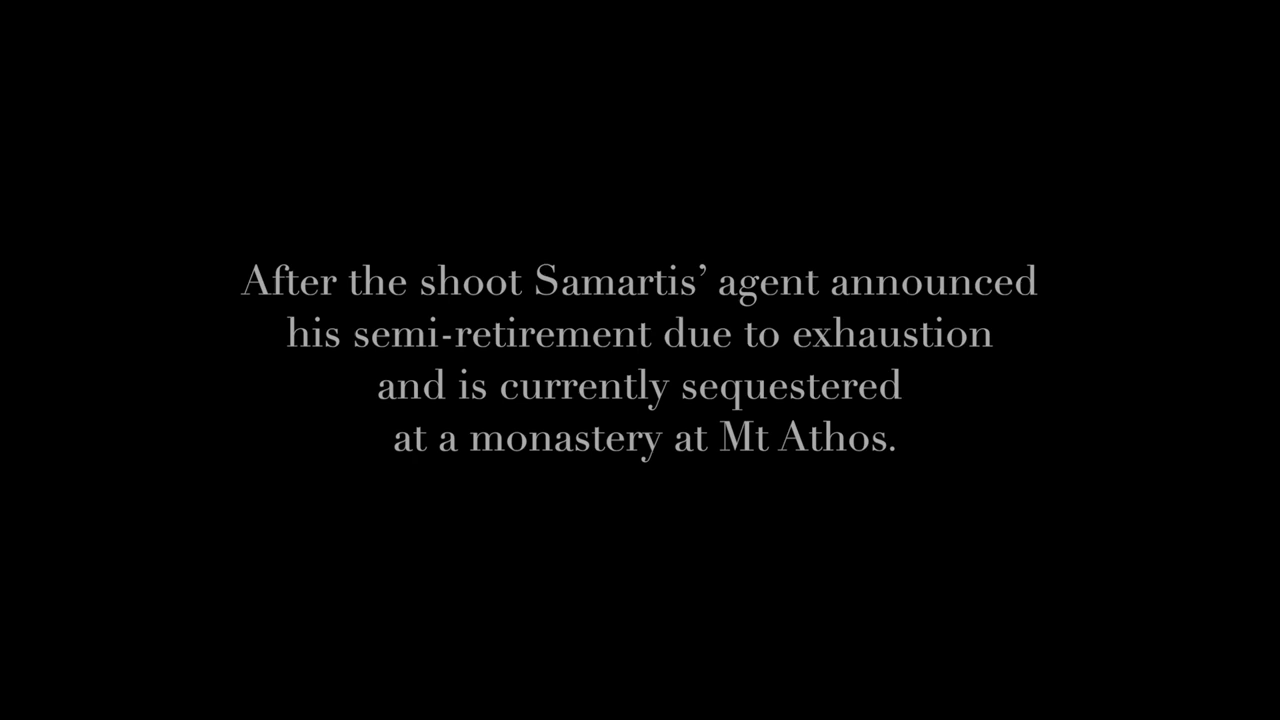 After the shoot Samartis’ agent announced
his semi-retirement due to exhaustion
and is currently sequestered
at a monastery at Mt Athos.